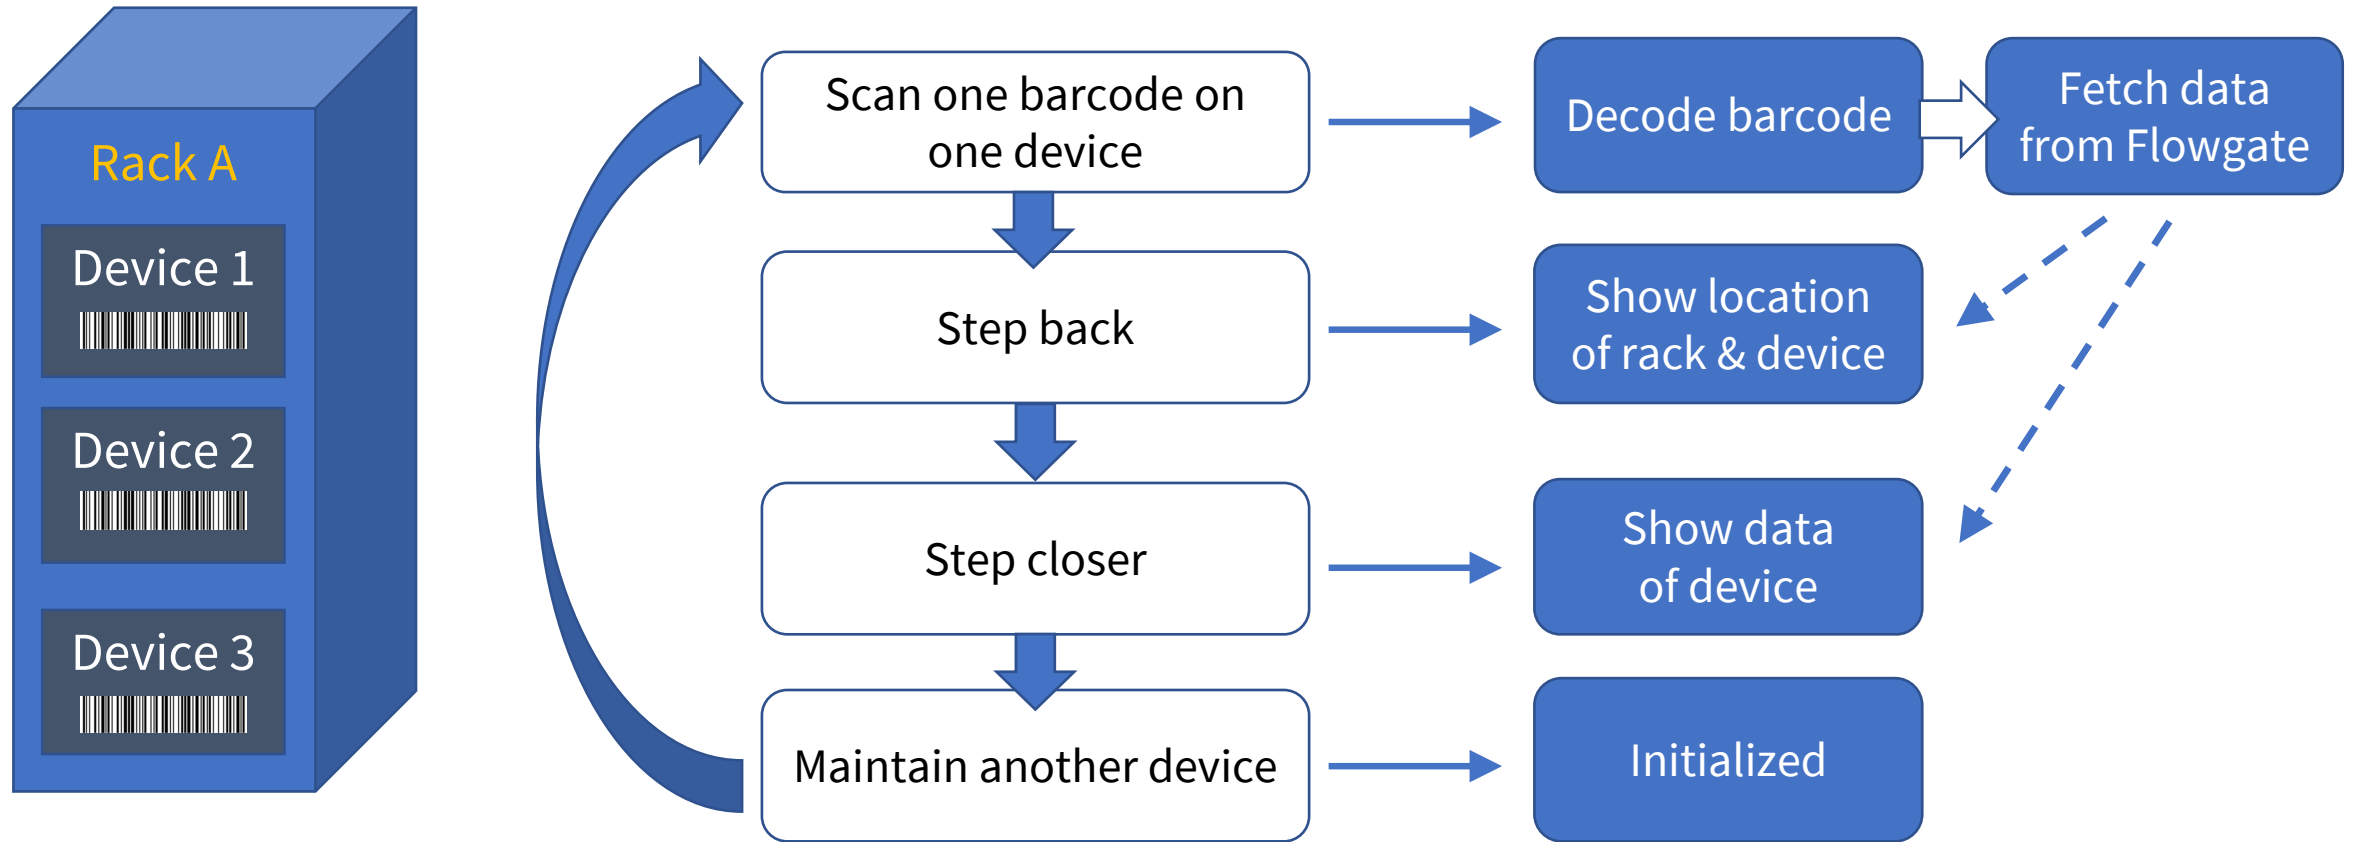 Rack A
Device 1
Device 2
Device 3
Scan one barcode on
one device
Step back
Step closer
Maintain another device
Decode barcode
Fetch data
from Flowgate
Show location
of rack & device
Show data
of device
Initialized